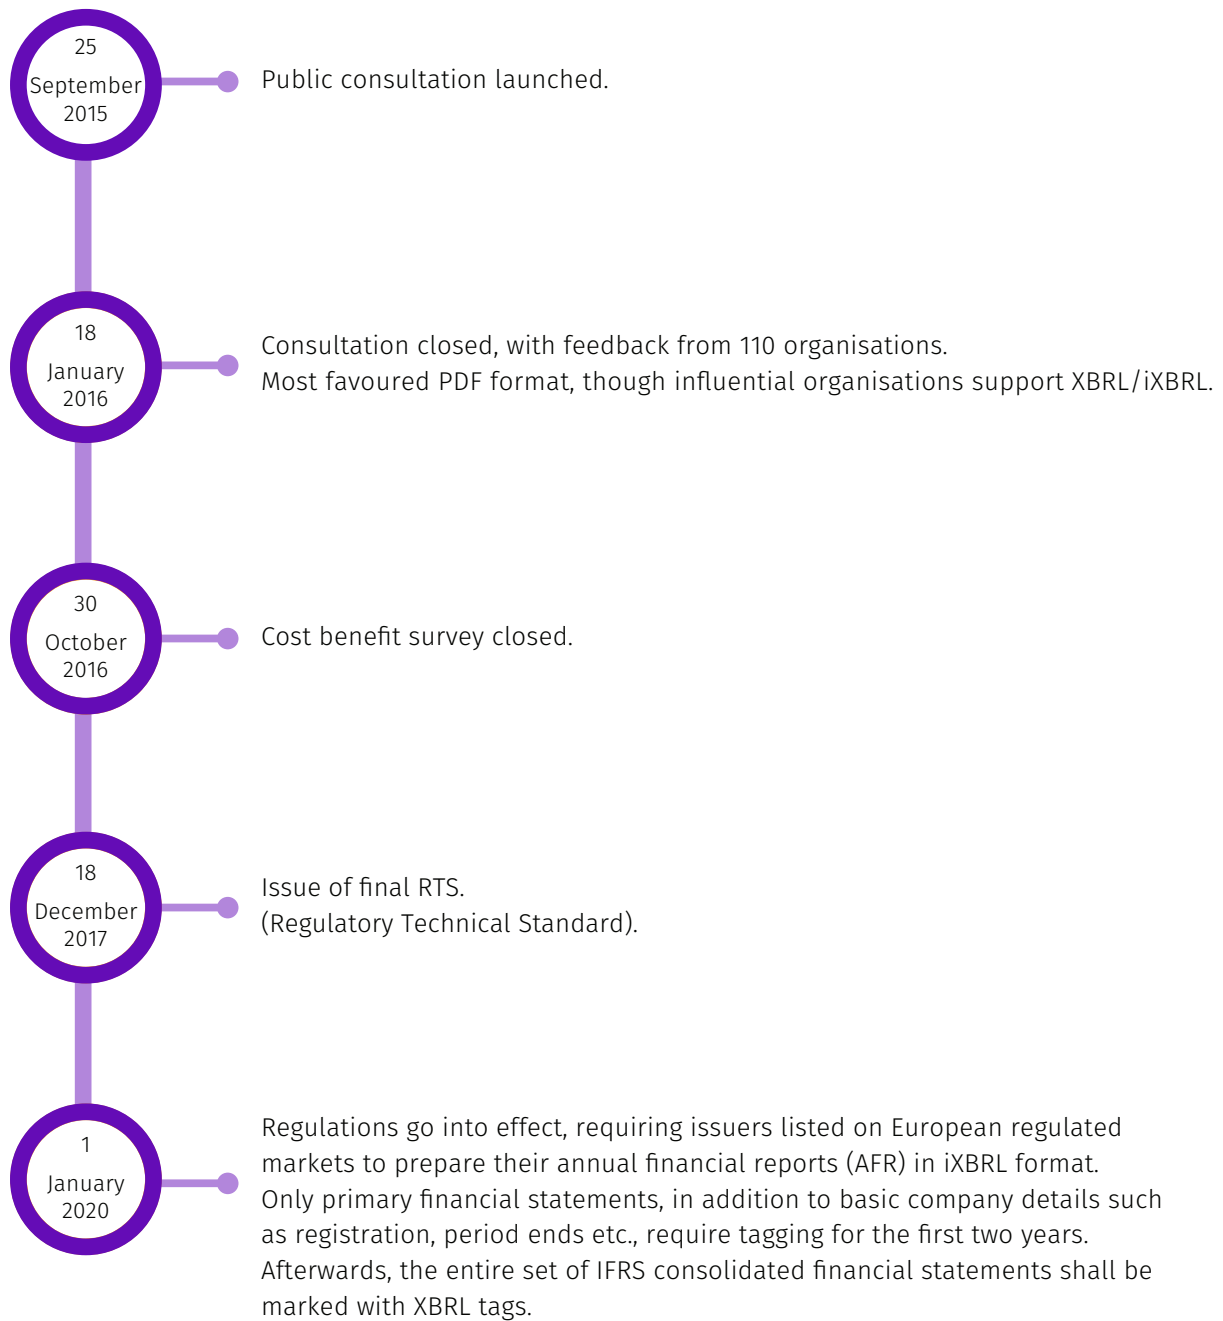 25
September
2015
Public consultation launched.
18
January
2016
Consultation closed, with feedback from 110 organisations.
Most favoured PDF format, though influential organisations support XBRL/iXBRL.
30
October
2016
Cost benefit survey closed.
18
December
2017
Issue of final RTS.
(Regulatory Technical Standard).
1
January
2020
Regulations go into effect, requiring issuers listed on European regulated
markets to prepare their annual financial reports (AFR) in iXBRL format.
Only primary financial statements, in addition to basic company details such
as registration, period ends etc., require tagging for the first two years.
Afterwards, the entire set of IFRS consolidated financial statements shall be
marked with XBRL tags.